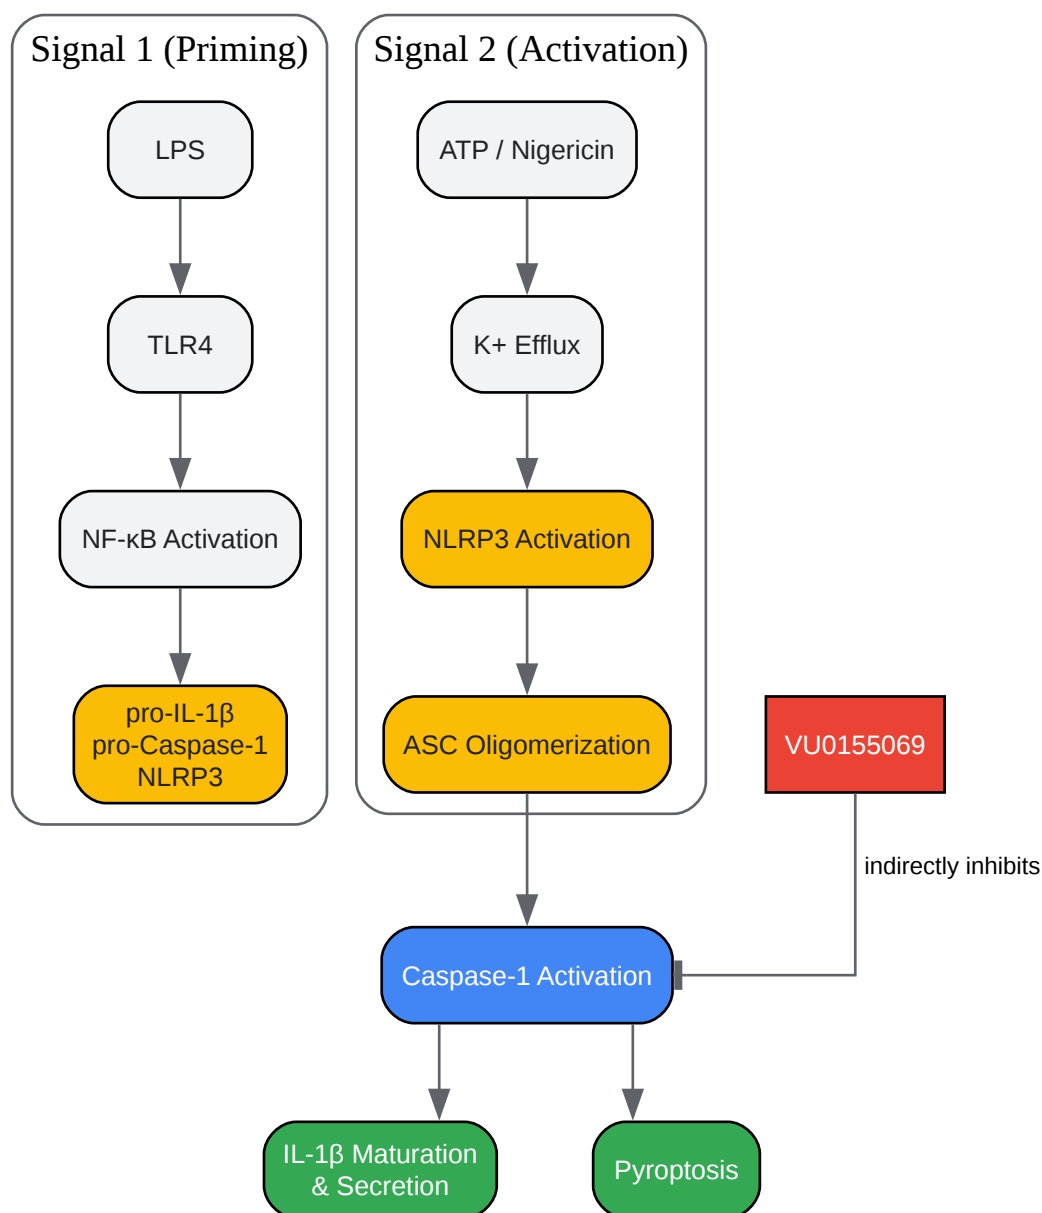 Signal 1 (Priming)
LPS
TLR4
NF-κB Activation
pro-IL-1β
pro-Caspase-1
NLRP3
Signal 2 (Activation)
ATP / Nigericin
K+ Efflux
NLRP3 Activation
ASC Oligomerization
VU0155069
indirectly inhibits
Caspase-1 Activation
IL-1β Maturation
& Secretion
Pyroptosis